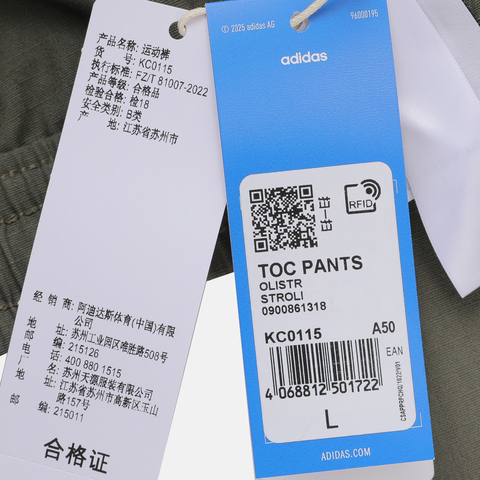 产品名称: 运动裤
货 号: KC0115
执行标准: FZ/T 81007-2022
产品等级: 合格品
检验合格: 检18
安全类别: B类
产 地: 江苏省苏州市
经 销 商: 阿迪达斯体育(中国)有限
公司
地 址: 苏州工业园区唯胜路508号
邮 编: 215126
电 话: 400 880 1515
厂 名: 苏州天源服装有限公司
地 址: 江苏省苏州市高新区玉山
路157号
邮 编: 215011
合格证
© 2025 adidas AG
96000195
adidas
RFID
TOC PANTS
OLISTR
STROLI
0900861318
KC0115 A50
EAN
4 068812 501722
L
ADIDAS.COM